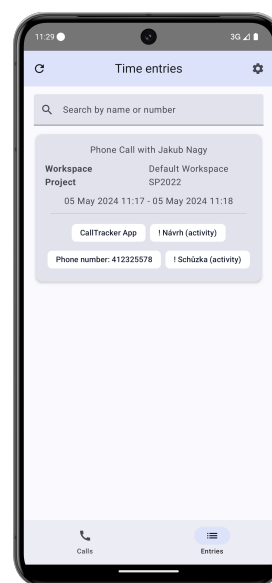 11:29
3G
Time entries
Search by name or number
Phone Call with Jakub Nagy
Workspace Default Workspace
Project SP2022
05 May 2024 11:17 - 05 May 2024 11:18
CallTracker App ! Návrh (activity)
Phone number: 412325578 ! Schůzka (activity)
Calls Entries